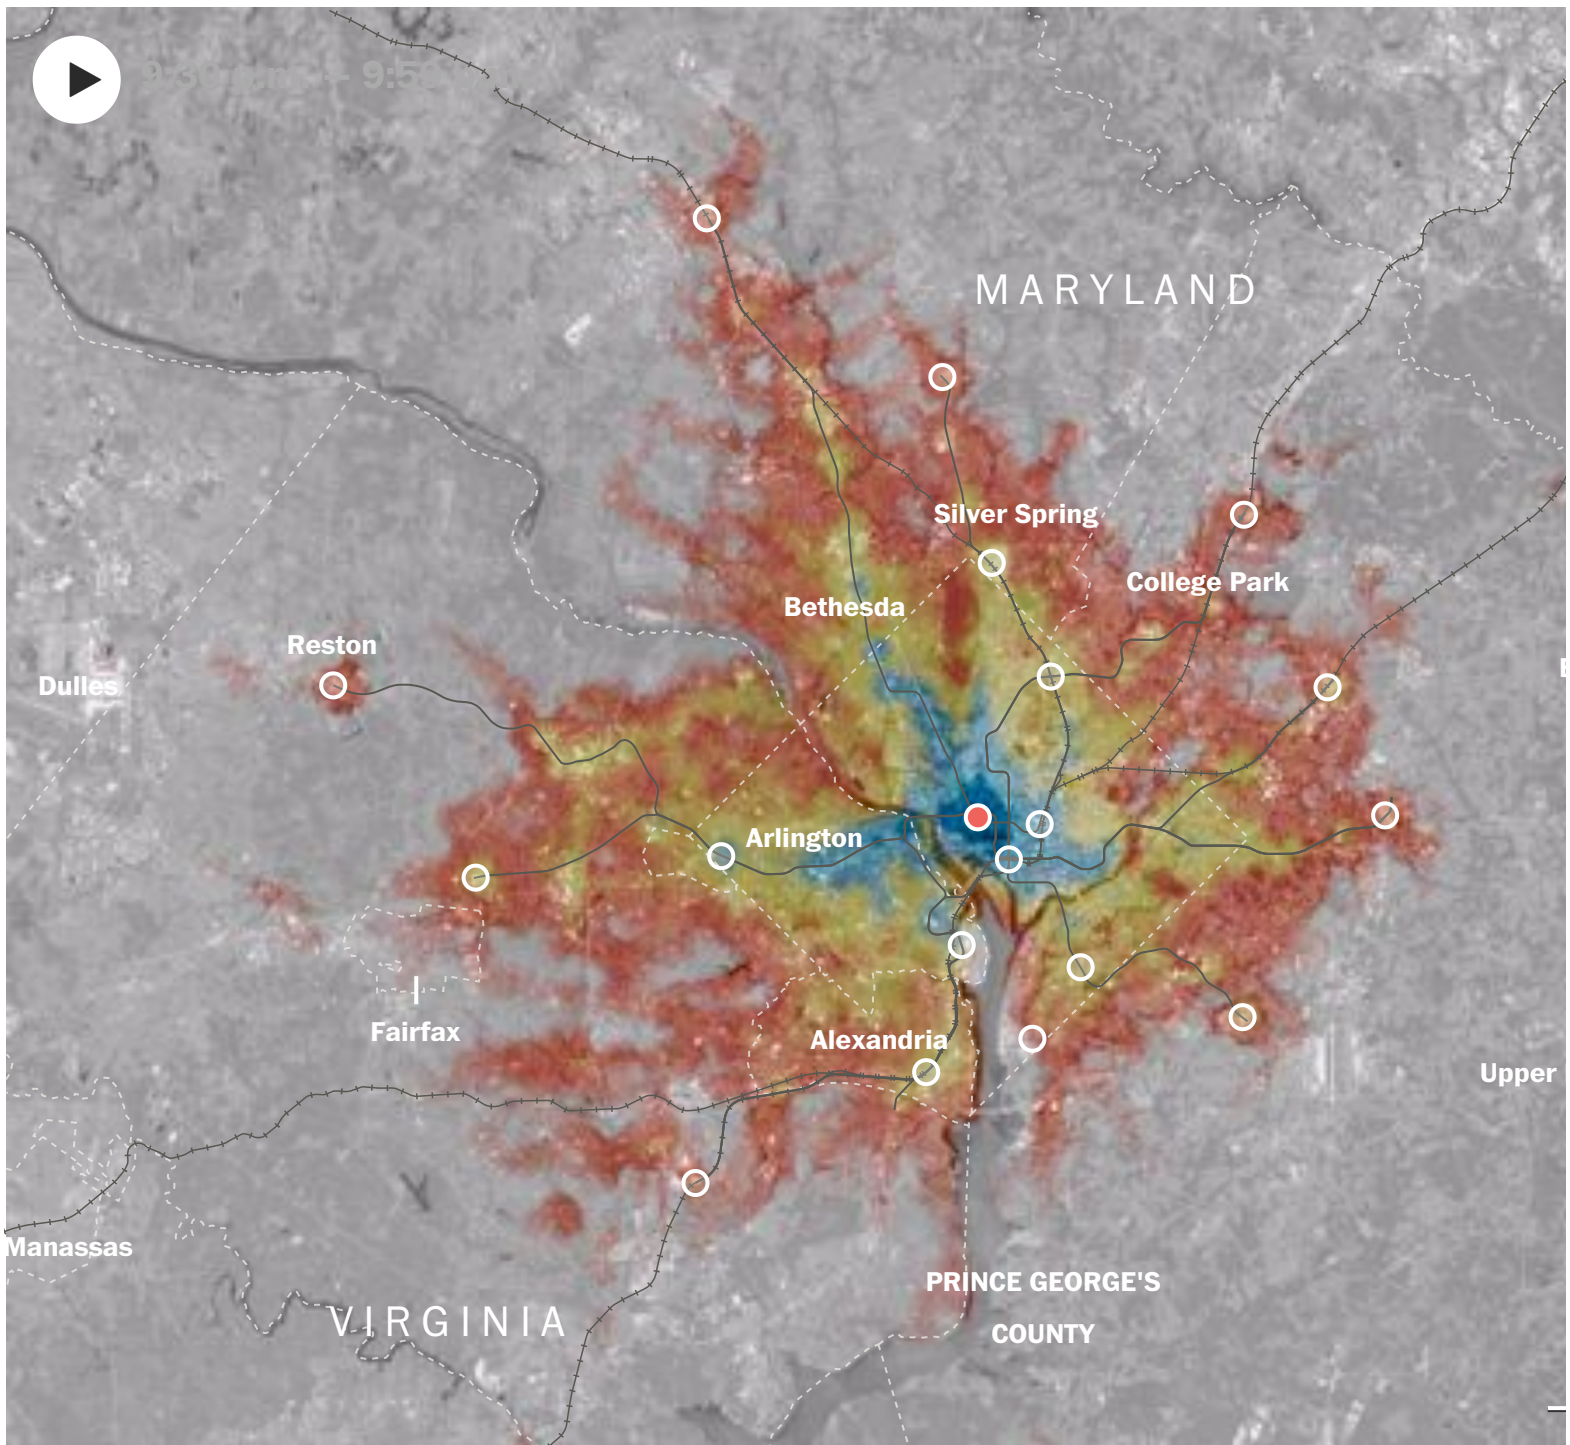 MARYLAND
Silver Spring
College Park
Bethesda
Reston
Dulles
Arlington
Fairfax
Alexandria
Upper
Manassas
PRINCE GEORGE'S
COUNTY
VIRGINIA